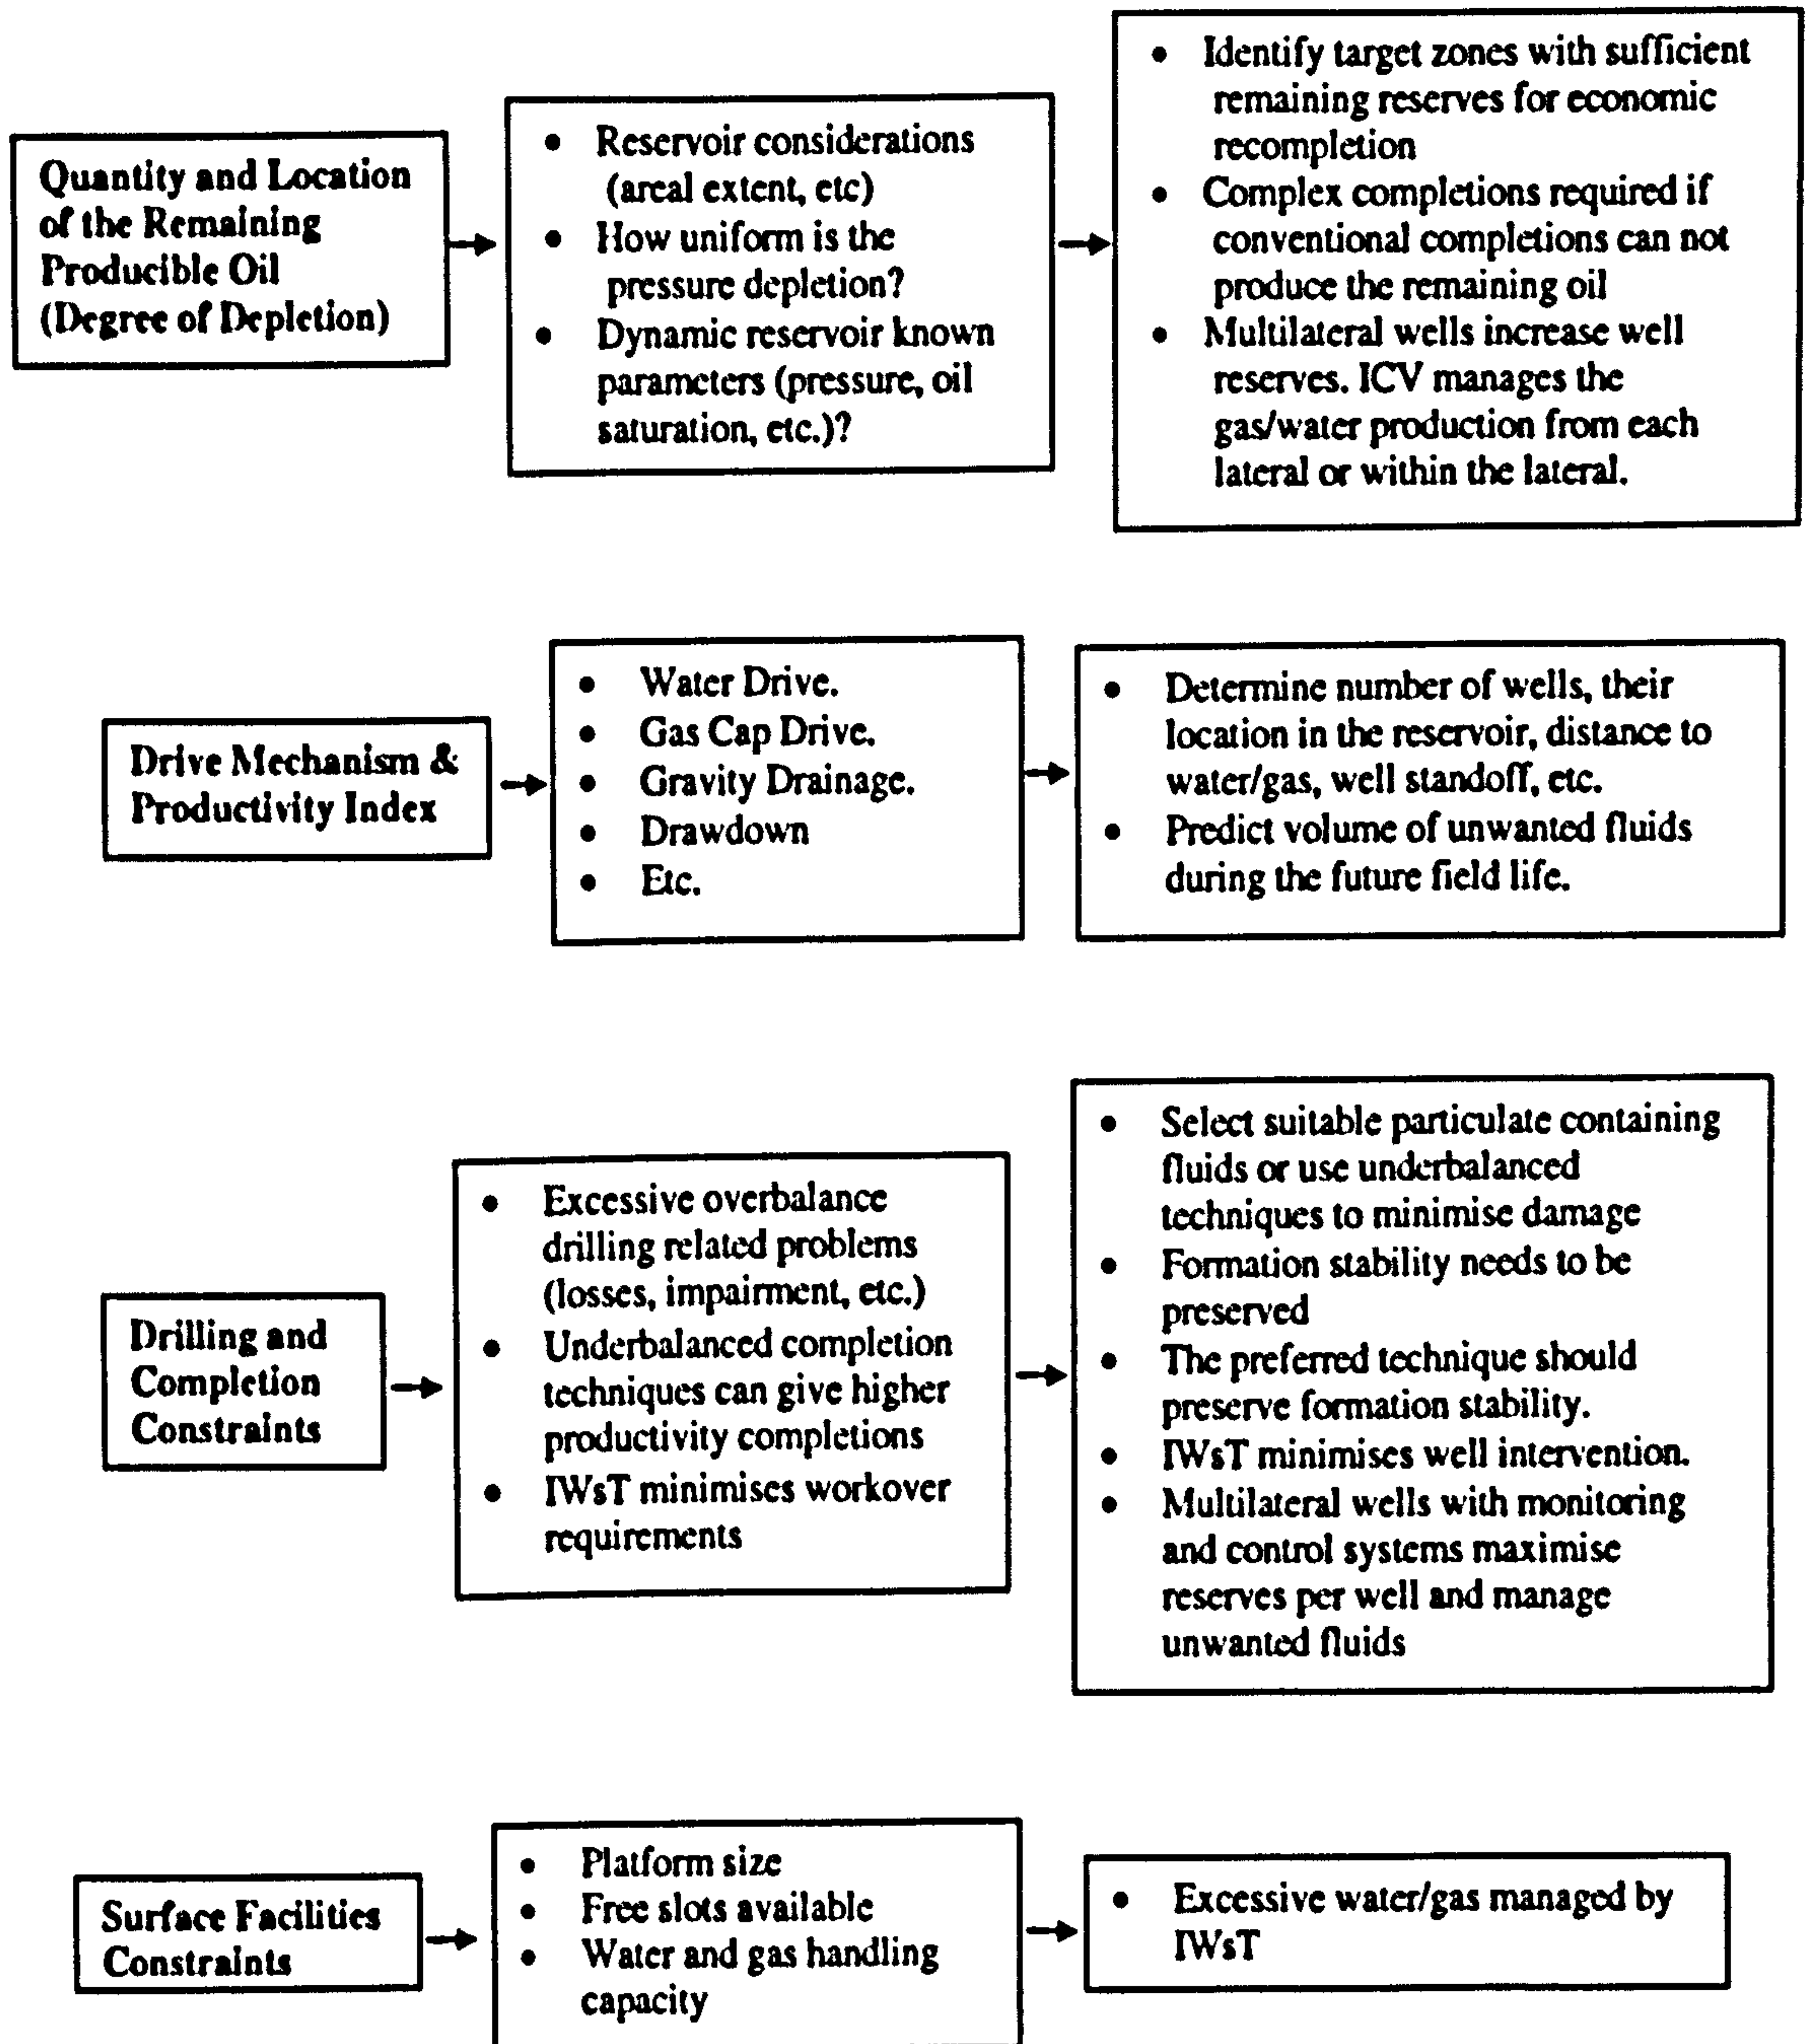 Quantity and Location
of the Remaining
Producible Oil
(Degree of Depletion)
• Reservoir considerations
(areal extent, etc)
• How uniform is the
pressure depletion?
• Dynamic reservoir known
parameters (pressure, oil
saturation, etc.)?
• Identify target zones with sufficient
remaining reserves for economic
recompletion
• Complex completions required if
conventional completions can not
produce the remaining oil
• Multilateral wells increase well
reserves. ICV manages the
gas/water production from each
lateral or within the lateral.
Drive Mechanism &
Productivity Index
• Water Drive.
• Gas Cap Drive.
• Gravity Drainage.
• Drawdown
• Etc.
• Determine number of wells, their
location in the reservoir, distance to
water/gas, well standoff, etc.
• Predict volume of unwanted fluids
during the future field life.
Drilling and
Completion
Constraints
• Excessive overbalance
drilling related problems
(losses, impairment, etc.)
• Underbalanced completion
techniques can give higher
productivity completions
• IWsT minimises workover
requirements
• Select suitable particulate containing
fluids or use underbalanced
techniques to minimise damage
• Formation stability needs to be
preserved
• The preferred technique should
preserve formation stability.
• IWsT minimises well intervention.
• Multilateral wells with monitoring
and control systems maximise
reserves per well and manage
unwanted fluids
Surface Facilities
Constraints
• Platform size
• Free slots available
• Water and gas handling
capacity
• Excessive water/gas managed by
IWsT